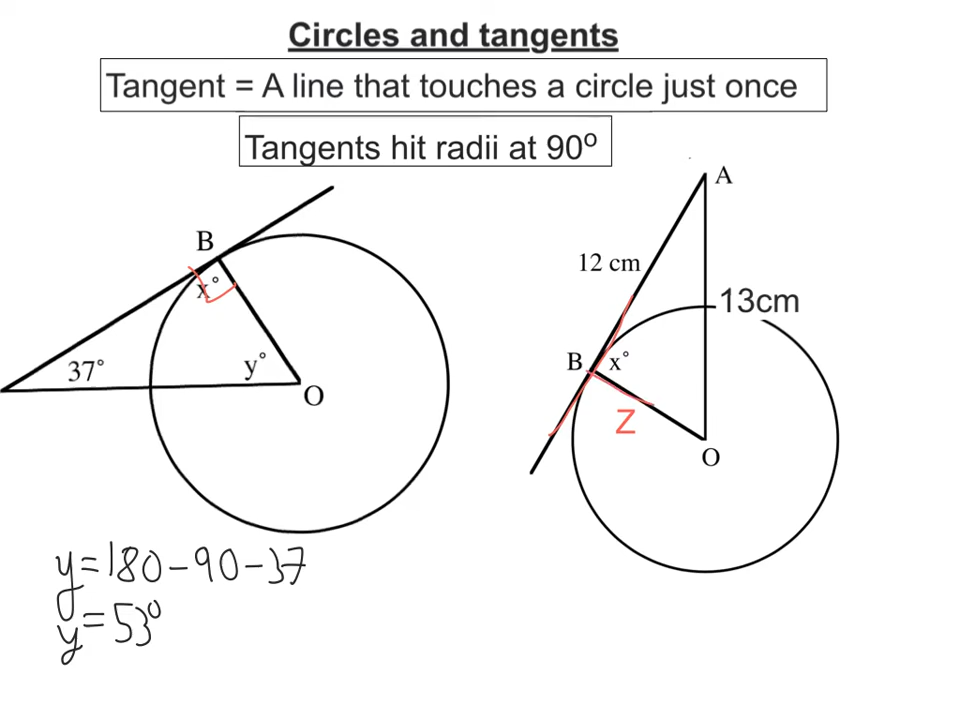 Circles and tangents
Tangent = A line that touches a circle just once
Tangents hit radii at 90º
B
x°
37°
y°
O
y=180-90-37
y=53°
A
12 cm
13cm
B
x°
Z
O